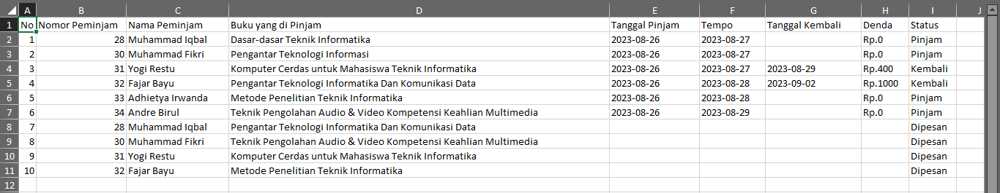 A B C D E F G H I J
1 No Nomor Peminjam Nama Peminjam Buku yang di Pinjam Tanggal Pinjam Tempo Tanggal Kembali Denda Status
2 1 28 Muhammad Iqbal Dasar-dasar Teknik Informatika 2023-08-26 2023-08-27 Rp.0 Pinjam
3 2 30 Muhammad Fikri Pengantar Teknologi Informasi 2023-08-26 2023-08-27 Rp.0 Pinjam
4 3 31 Yogi Restu Komputer Cerdas untuk Mahasiswa Teknik Informatika 2023-08-26 2023-08-27 2023-08-29 Rp.400 Kembali
5 4 32 Fajar Bayu Pengantar Teknologi Informatika Dan Komunikasi Data 2023-08-26 2023-08-28 2023-09-02 Rp.1000 Kembali
6 5 33 Adhietya Irwanda Metode Penelitian Teknik Informatika 2023-08-26 2023-08-28 Rp.0 Pinjam
7 6 34 Andre Birul Teknik Pengolahan Audio & Video Kompetensi Keahlian Multimedia 2023-08-26 2023-08-29 Rp.0 Pinjam
8 7 28 Muhammad Iqbal Pengantar Teknologi Informatika Dan Komunikasi Data Dipesan
9 8 30 Muhammad Fikri Teknik Pengolahan Audio & Video Kompetensi Keahlian Multimedia Dipesan
10 9 31 Yogi Restu Komputer Cerdas untuk Mahasiswa Teknik Informatika Dipesan
11 10 32 Fajar Bayu Metode Penelitian Teknik Informatika Dipesan
12